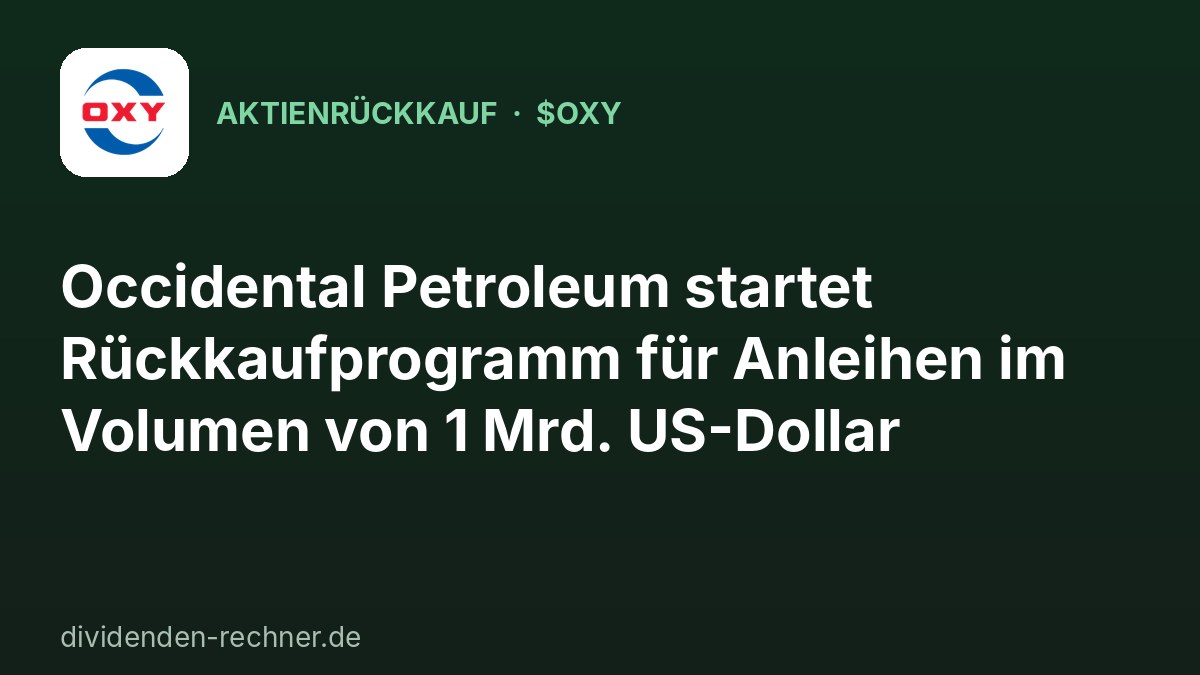 OXY
AKTIENRÜCKKAUF · $OXY
Occidental Petroleum startet
Rückkaufprogramm für Anleihen im
Volumen von 1 Mrd. US-Dollar
dividenden-rechner.de